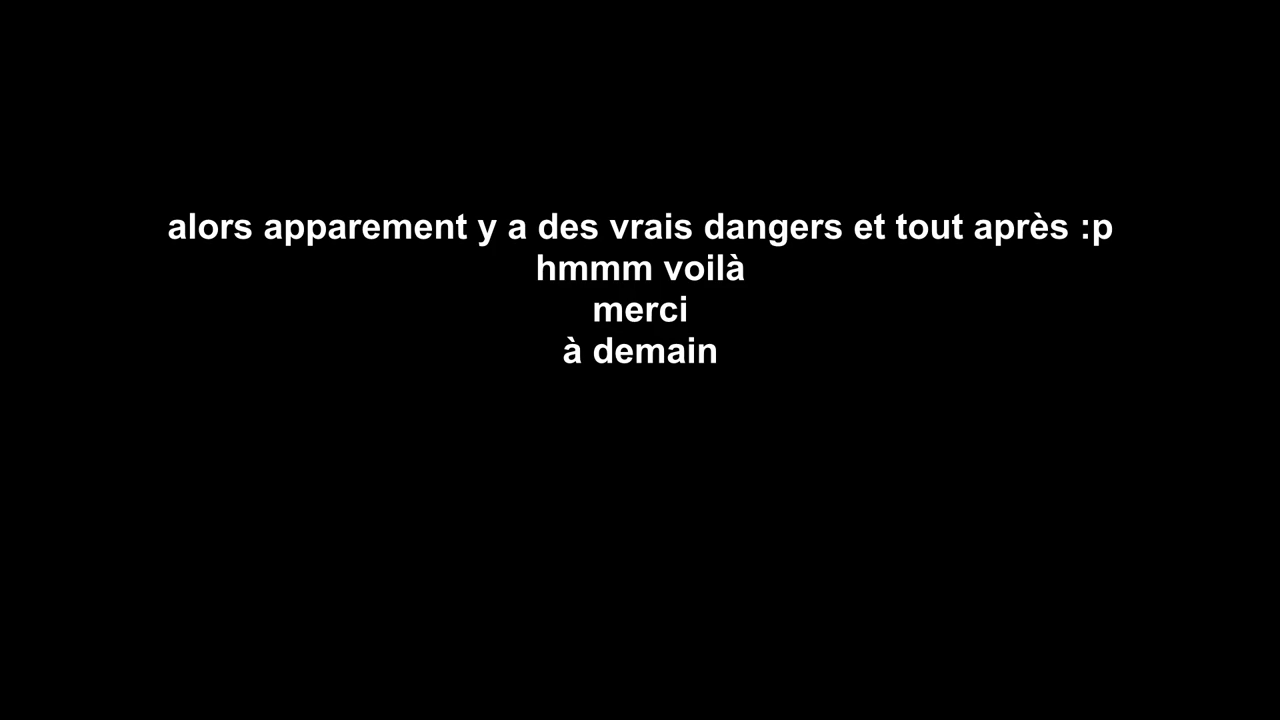 alors apparement y a des vrais dangers et tout après :p
hmmm voilà
merci
à demain